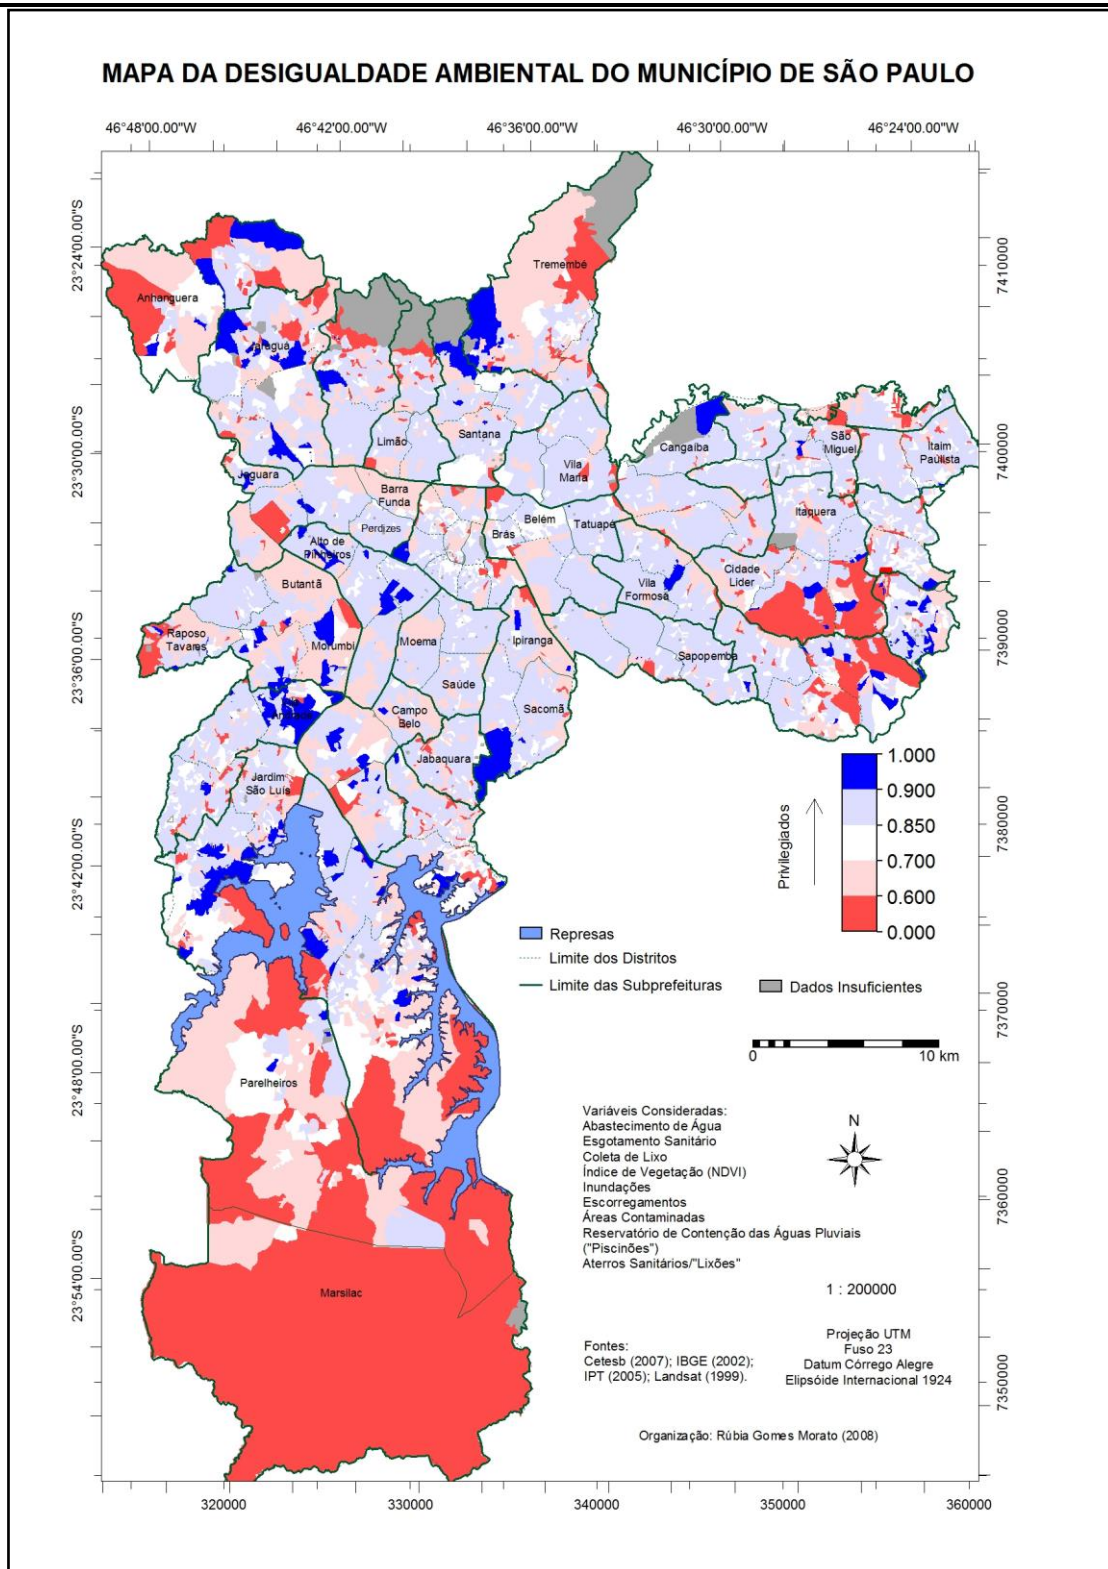 MAPA DA DESIGUALDADE AMBIENTAL DO MUNICÍPIO DE SÃO PAULO
46°48'00.00"W 46°42'00.00"W 46°36'00.00"W 46°30'00.00"W 46°24'00.00"W
23°24'00.00"S
23°30'00.00"S
23°36'00.00"S
23°42'00.00"S
23°48'00.00"S
23°54'00.00"S
7410000
7400000
7390000
7380000
7370000
7360000
7350000
Tremembé
Anhanguera
Jaraguá
Limão
Santana
Cangaíba
São
Miguel
Itaim
Paulista
Jaguara
Vila
Maria
Barra
Funda
Perdizes
Belém
Brás
Tatuapé
Itaquera
Alto de
Pinheiros
Butantã
Vila
Formosa
Cidade
Líder
Raposo
Tavares
Morumbi
Moema
Ipiranga
Sapopemba
Saúde
Sacomã
Campo
Belo
Jabaquara
Jardim
São Luís
Parelheiros
Marsilac
Privilegiados
1.000
0.900
0.850
0.700
0.600
0.000
Represas
Limite dos Distritos
Limite das Subprefeituras
Dados Insuficientes
0 10 km
Variáveis Consideradas:
Abastecimento de Água
Esgotamento Sanitário
Coleta de Lixo
Índice de Vegetação (NDVI)
Inundações
Escorregamentos
Áreas Contaminadas
Reservatório de Contenção das Águas Pluviais
("Piscinões")
Aterros Sanitários/"Lixões"
N
1 : 200000
Fontes:
Cetesb (2007); IBGE (2002);
IPT (2005); Landsat (1999).
Projeção UTM
Fuso 23
Datum Córrego Alegre
Elipsóide Internacional 1924
Organização: Rúbia Gomes Morato (2008)
320000 330000 340000 350000 360000